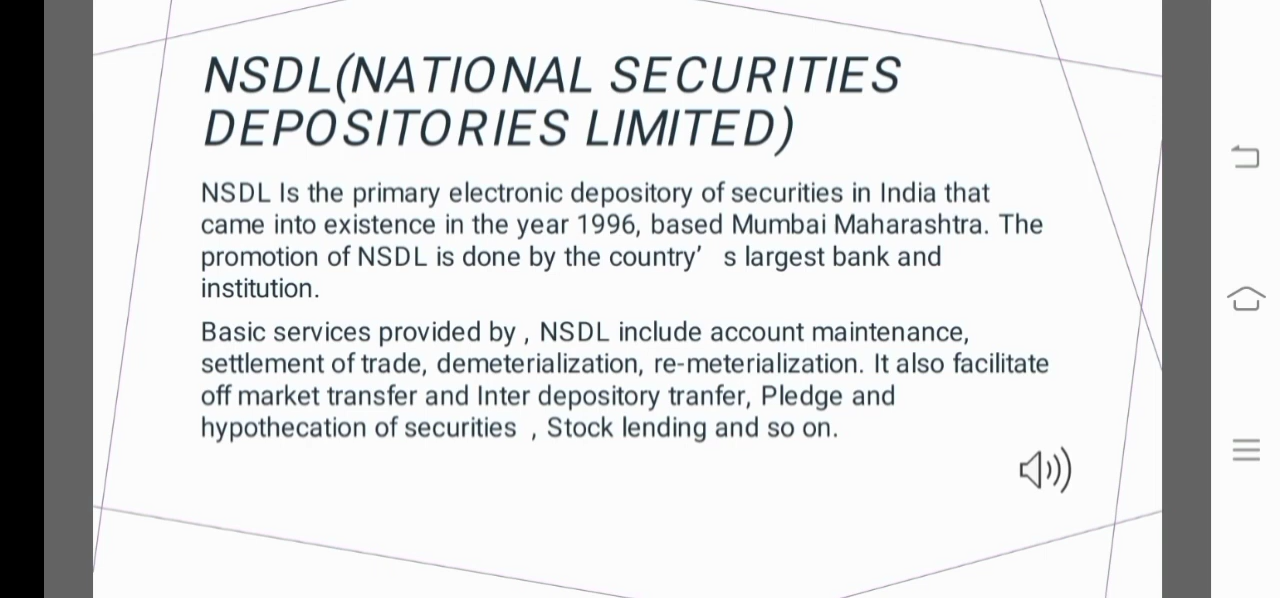 NSDL(NATIONAL SECURITIES
DEPOSITORIES LIMITED)
NSDL Is the primary electronic depository of securities in India that
came into existence in the year 1996, based Mumbai Maharashtra. The
promotion of NSDL is done by the country’ s largest bank and
institution.
Basic services provided by , NSDL include account maintenance,
settlement of trade, demeterialization, re-meterialization. It also facilitate
off market transfer and Inter depository tranfer, Pledge and
hypothecation of securities , Stock lending and so on.